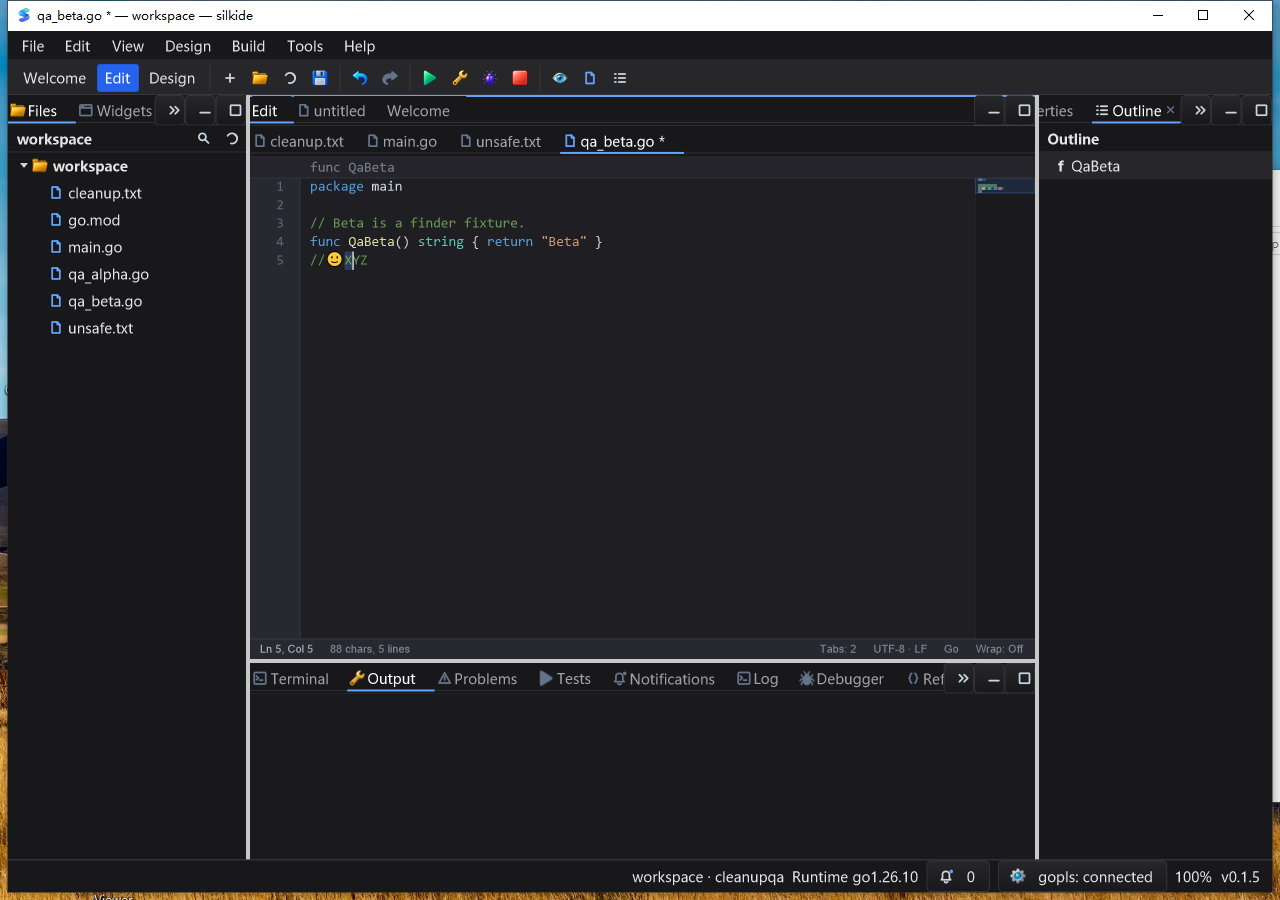 qa_beta.go * — workspace — silkide
File Edit View Design Build Tools Help
Welcome Edit Design
Files Widgets
Edit untitled Welcome
erties Outline
workspace
cleanup.txt main.go unsafe.txt qa_beta.go *
Outline
workspace
cleanup.txt
go.mod
main.go
qa_alpha.go
qa_beta.go
unsafe.txt
func QaBeta
1 package main
2
3 // Beta is a finder fixture.
4 func QaBeta() string { return "Beta" }
5 //🙂XYZ
f QaBeta
Ln 5, Col 5 88 chars, 5 lines Tabs: 2 UTF-8 · LF Go Wrap: Off
Terminal Output Problems Tests Notifications Log Debugger Ref
workspace · cleanupqa Runtime go1.26.10 0 gopls: connected 100% v0.1.5